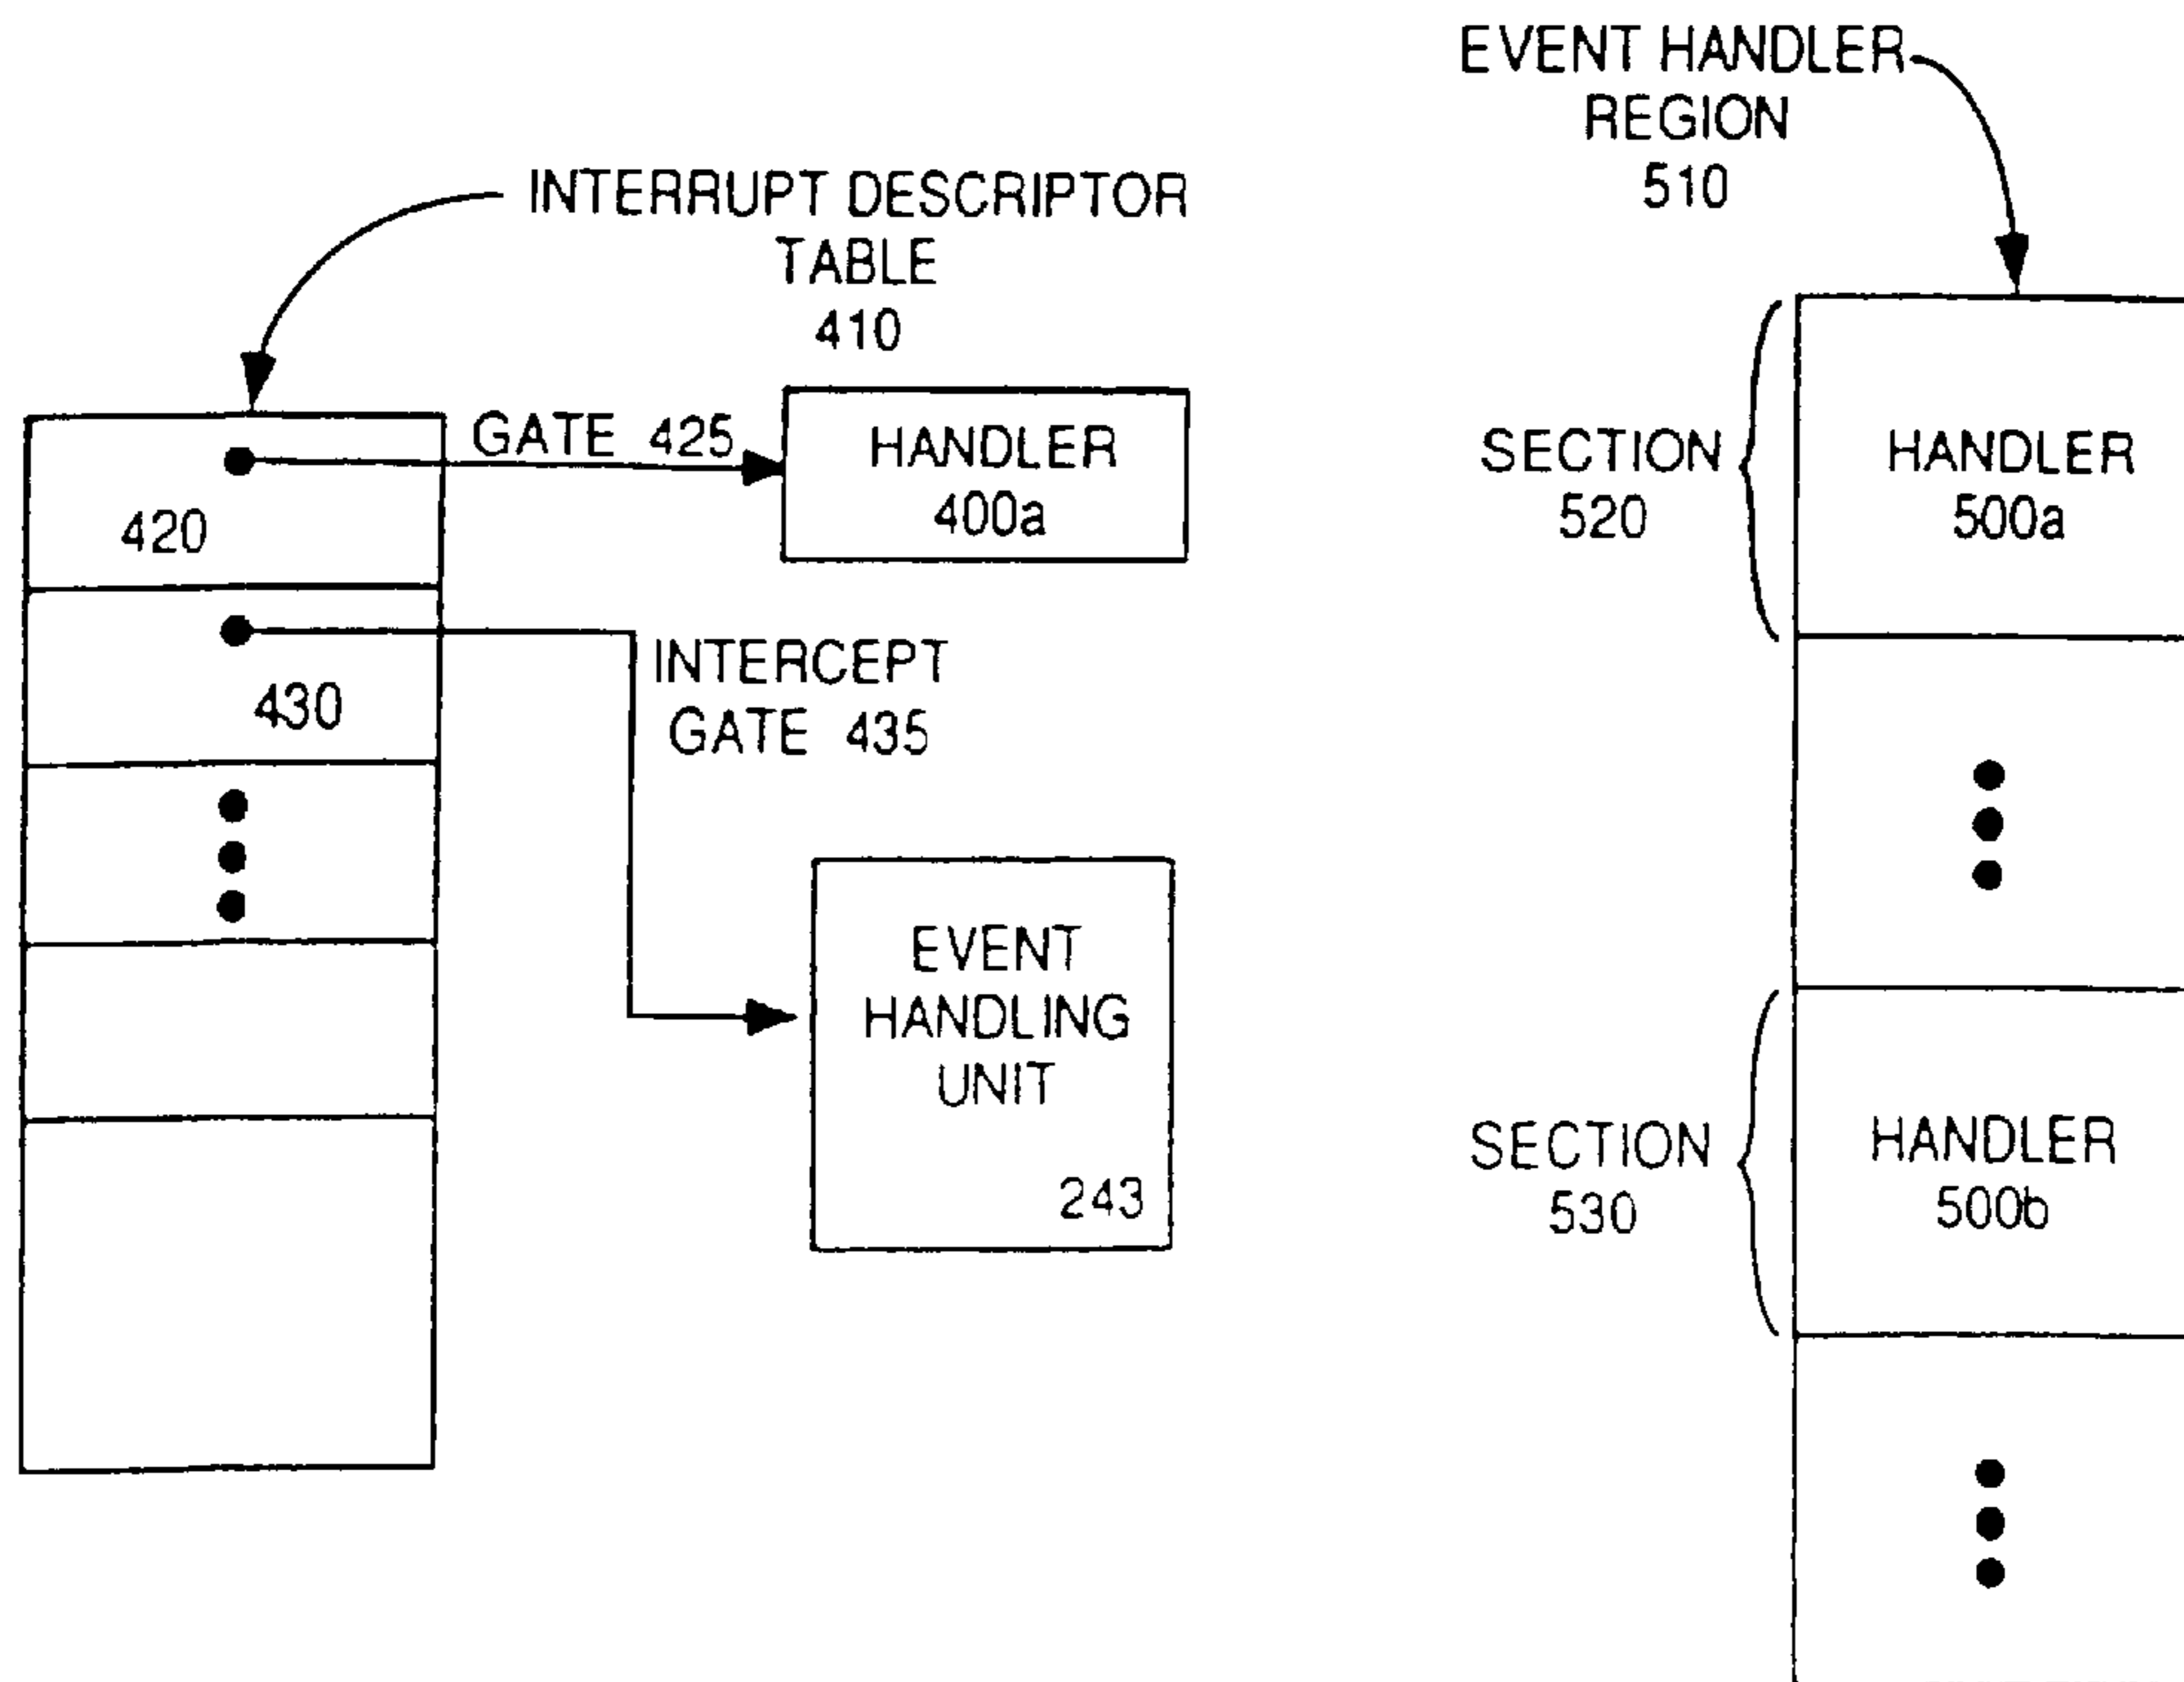 INTERRUPT DESCRIPTOR
TABLE
410
GATE 425
HANDLER
400a
420
430
INTERCEPT
GATE 435
EVENT
HANDLING
UNIT
243
EVENT HANDLER
REGION
510
SECTION
520
HANDLER
500a
SECTION
530
HANDLER
500b